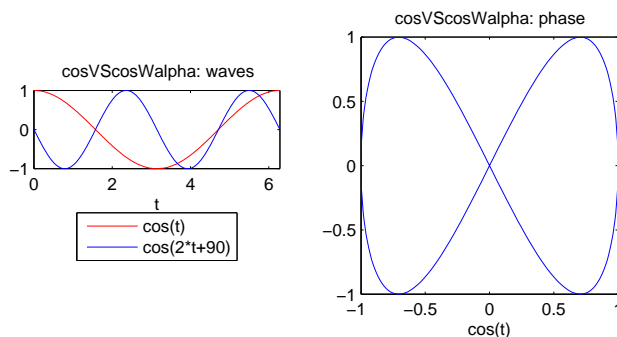 cosVScosWalpha: waves
1
0
−1
0 2 4 6
t
cos(t)
cos(2*t+90)
cosVScosWalpha: phase
1
0.5
0
−0.5
−1
−1 −0.5 0 0.5 1
cos(t)